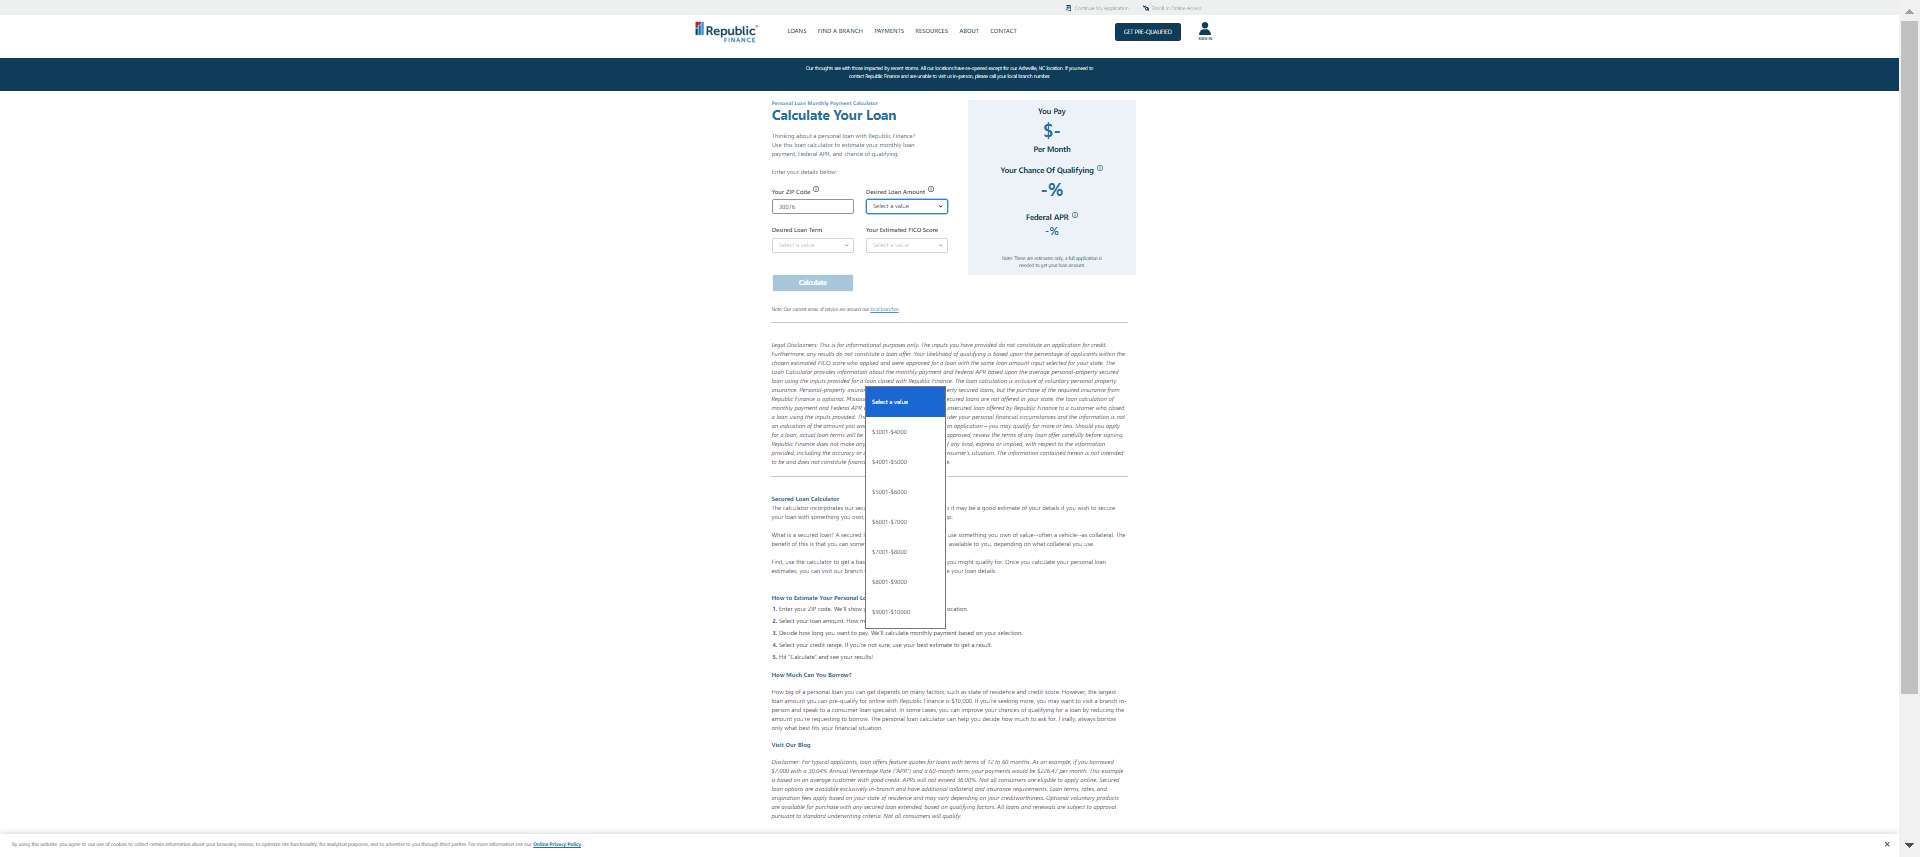 Continue My Application
Enroll in Online Access
Republic
FINANCE
LOANS FIND A BRANCH PAYMENTS RESOURCES ABOUT CONTACT
GET PRE-QUALIFIED
SIGN IN
Our thoughts are with those impacted by recent storms. All our locations have re-opened except for our Asheville, NC location. If you need to
contact Republic Finance and are unable to visit us in-person, please call your local branch number.
Personal Loan Monthly Payment Calculator
Calculate Your Loan
Thinking about a personal loan with Republic Finance?
Use this loan calculator to estimate your monthly loan
payment, Federal APR, and chance of qualifying.
Enter your details below:
Your ZIP Code
Desired Loan Amount
30076
Select a value
Desired Loan Term
Your Estimated FICO Score
Select a value
Select a value
Calculate
You Pay
$-
Per Month
Your Chance Of Qualifying
-%
Federal APR
-%
Note: These are estimates only, a full application is
needed to get your loan amount
Note: Our current areas of service are around our local branches
Legal Disclaimers: This is for informational purposes only. The inputs you have provided do not constitute an application for credit.
Furthermore, any results do not constitute a loan offer. Your likelihood of qualifying is based upon the percentage of applicants within the
chosen estimated FICO score who applied and were approved for a loan with the same loan amount input selected for your state. The
Loan Calculator provides information about the monthly payment and Federal APR based upon the average personal-property secured
loan using the inputs provided for a loan closed with Republic Finance. The loan calculation is inclusive of voluntary personal property
insurance. Personal-property insuran
ty secured loans, but the purchase of the required insurance from
Republic Finance is optional. Missou
ecured loans are not offered in your state, the loan calculation of
monthly payment and Federal APR
unsecured loan offered by Republic Finance to a customer who closed
a loan using the inputs provided. The
der your personal financial circumstances and the information is not
an indication of the amount you wou
an application – you may qualify for more or less. Should you apply
for a loan, actual loan terms will be
approved, review the terms of any loan offer carefully before signing.
Republic Finance does not make any
f any kind, express or implied, with respect to the information
provided, including the accuracy or
nsumer's situation. The information contained herein is not intended
to be and does not constitute financi
e.
Select a value
$3001-$4000
$4001-$5000
$5001-$6000
$6001-$7000
$7001-$8000
$8001-$9000
$9001-$10000
Secured Loan Calculator
The calculator incorporates our secu
it may be a good estimate of your details if you wish to secure
your loan with something you own,
p.
What is a secured loan? A secured l
use something you own of value--often a vehicle--as collateral. The
benefit of this is that you can some
available to you, depending on what collateral you use.
First, use the calculator to get a bas
you might qualify for. Once you calculate your personal loan
estimates, you can visit our branch
e your loan details.
How to Estimate Your Personal Lo
1. Enter your ZIP code. We'll show
ocation.
2. Select your loan amount. How m
3. Decide how long you want to pay. We'll calculate monthly payment based on your selection.
4. Select your credit range. If you're not sure, use your best estimate to get a result.
5. Hit "Calculate" and see your results!
How Much Can You Borrow?
How big of a personal loan you can get depends on many factors, such as state of residence and credit score. However, the largest
loan amount you can pre-qualify for online with Republic Finance is $10,000. If you're seeking more, you may want to visit a branch in-
person and speak to a consumer loan specialist. In some cases, you can improve your chances of qualifying for a loan by reducing the
amount you're requesting to borrow. The personal loan calculator can help you decide how much to ask for. Finally, always borrow
only what best fits your financial situation.
Visit Our Blog
Disclaimer: For typical applicants, loan offers feature quotes for loans with terms of 12 to 60 months. As an example, if you borrowed
$7,000 with a 30.04% Annual Percentage Rate ("APR") and a 60-month term, your payments would be $226.47 per month. This example
is based on an average customer with good credit. APRs will not exceed 36.00%. Not all consumers are eligible to apply online. Secured
loan options are available exclusively in-branch and have additional collateral and insurance requirements. Loan terms, rates, and
origination fees apply based on your state of residence and may vary depending on your creditworthiness. Optional voluntary products
are available for purchase with any secured loan extended, based on qualifying factors. All loans and renewals are subject to approval
pursuant to standard underwriting criteria. Not all consumers will qualify.
By using this website, you agree to our use of cookies to collect certain information about your browsing session, to optimize site functionality, for analytical purposes, and to advertise to you through third parties. For more information see our Online Privacy Policy